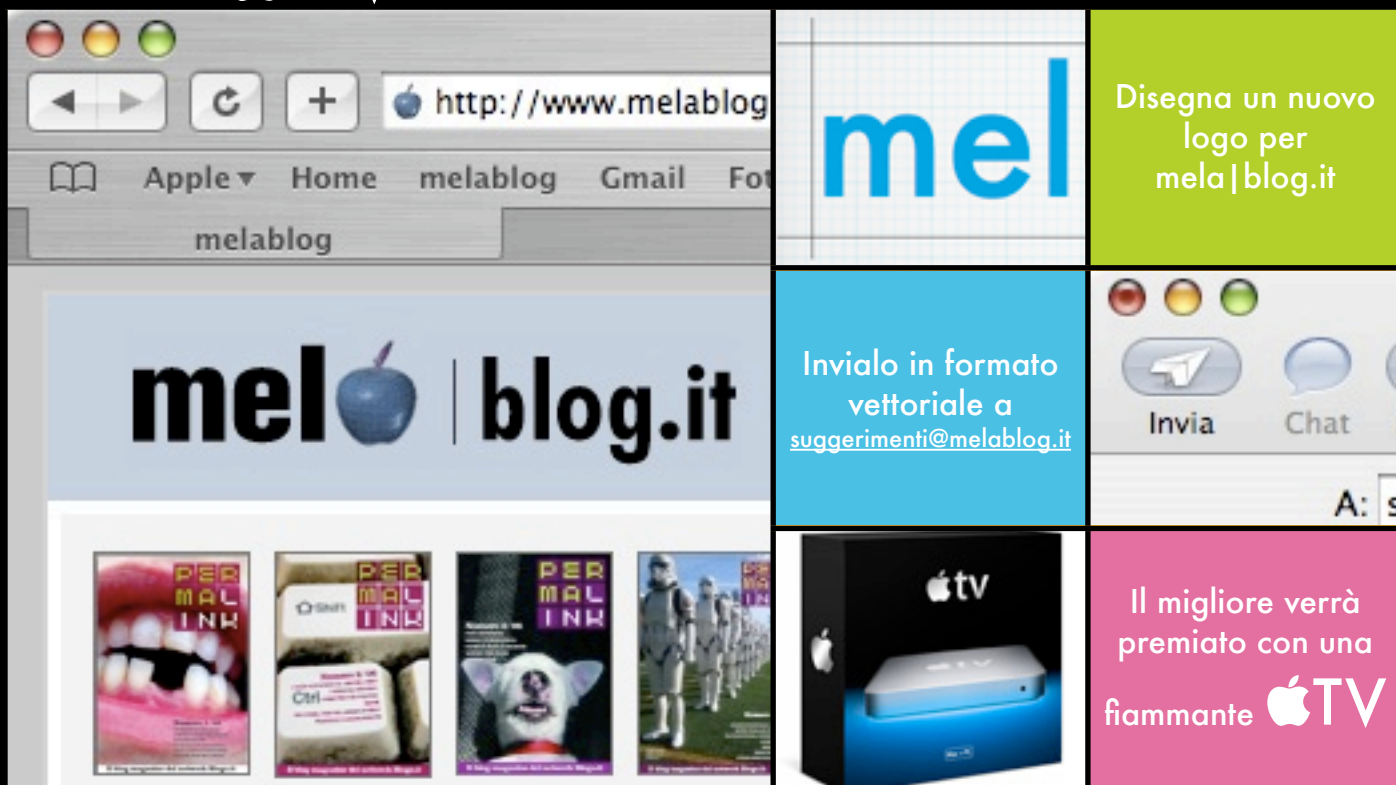 http://www.melablog
Apple Home melablog Gmail Fot
melablog
mel | blog.it
PER
MAL
INK
PER
MAL
INK
Ctrl
PER
MAL
INK
mel
Disegna un nuovo
logo per
mela|blog.it
Invialo in formato
vettoriale a
suggerimenti@melablog.it
Invia Chat
A: s
tv
Il migliore verrà
premiato con una
fiammante TV